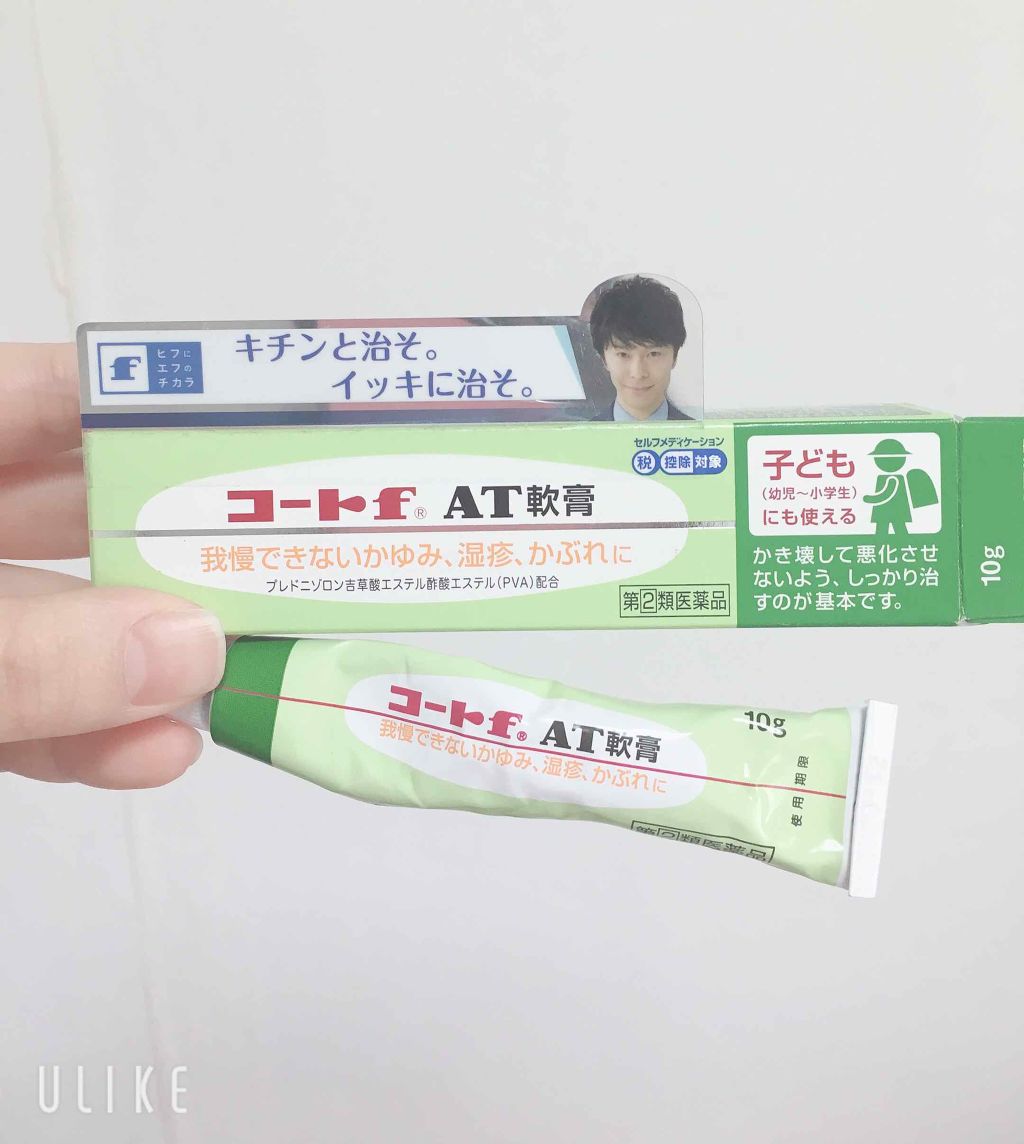 f
ヒフに
エフの
チカラ
キチンと治そ。
イッキに治そ。
セルフメディケーション
税 控除 対象
コートf® AT軟膏
我慢できないかゆみ、湿疹、かぶれに
プレドニゾロン吉草酸エステル酢酸エステル(PVA)配合
第②類医薬品
子ども
(幼児〜小学生)
にも使える
かき壊して悪化させ
ないよう、しっかり治
すのが基本です。
10g
コートf® AT軟膏
我慢できないかゆみ、湿疹、かぶれに
10g
使用期限
第②類医薬品
ULIKE